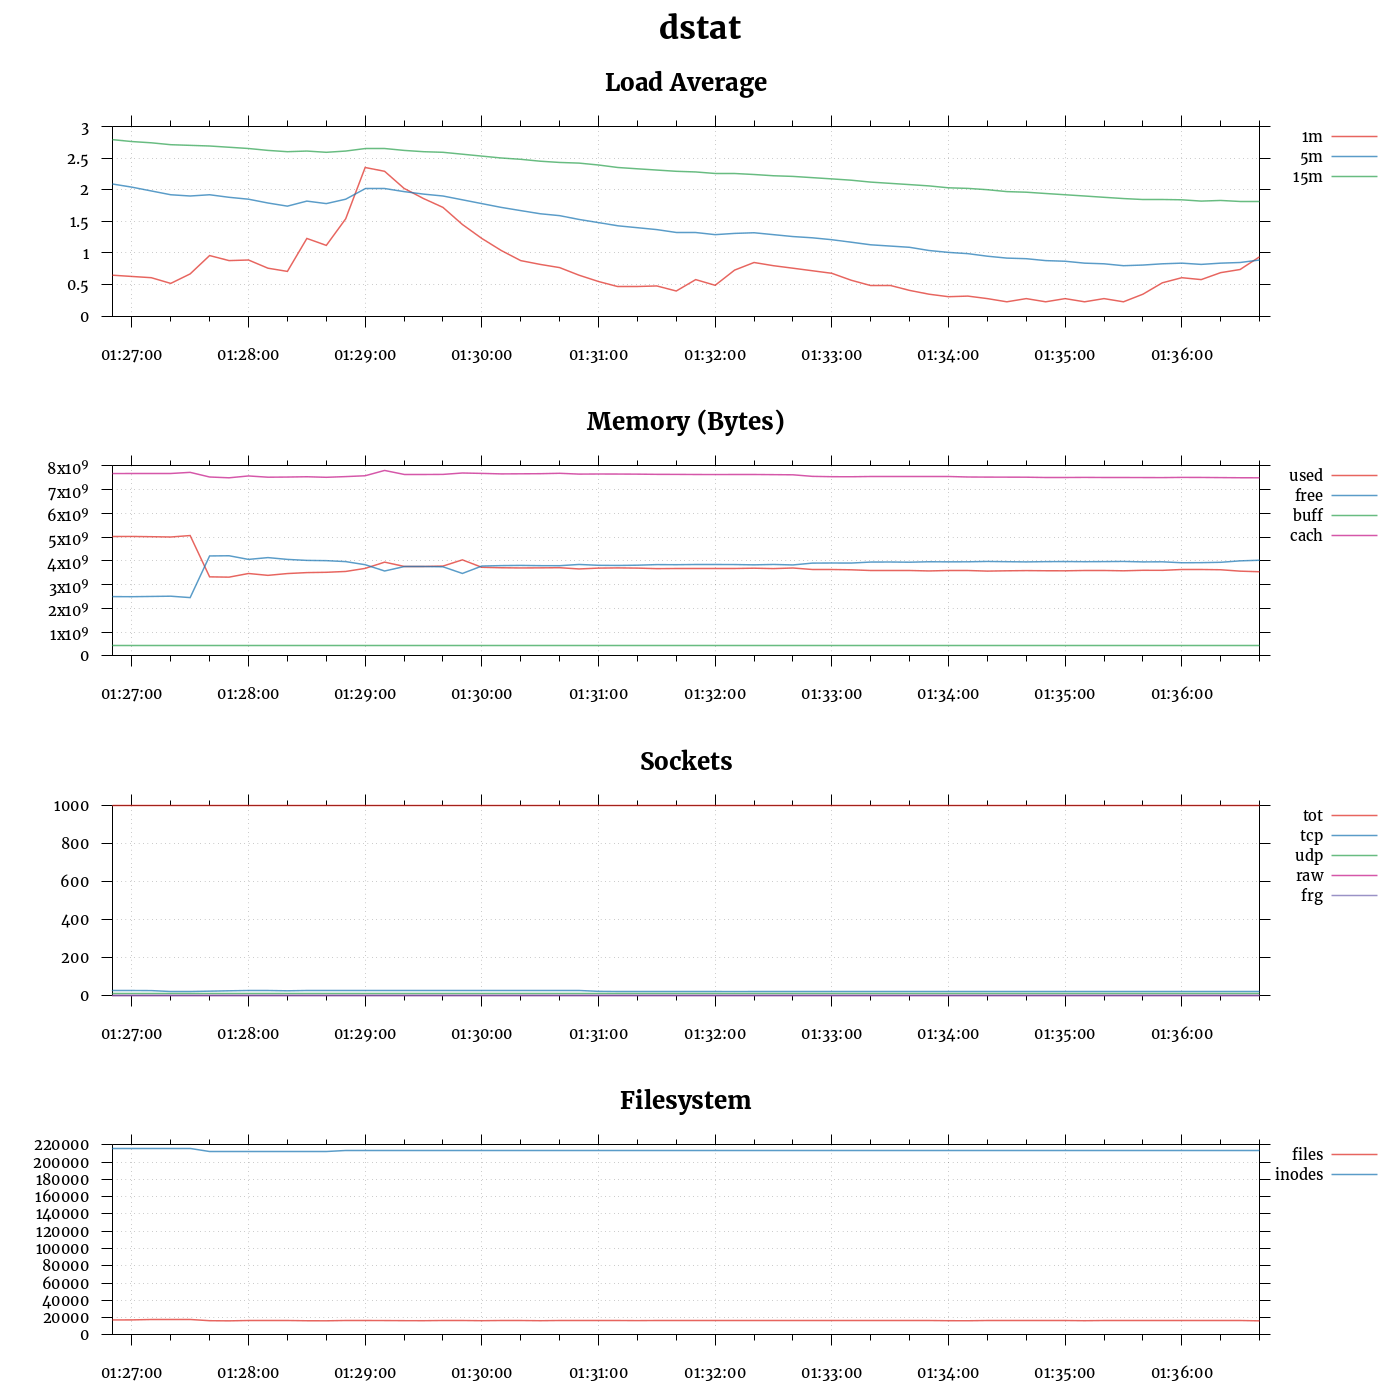 dstat
Load Average
3
2.5
2
1.5
1
0.5
0
01:27:00 01:28:00 01:29:00 01:30:00 01:31:00 01:32:00 01:33:00 01:34:00 01:35:00 01:36:00
1m
5m
15m
Memory (Bytes)
8x10⁹
7x10⁹
6x10⁹
5x10⁹
4x10⁹
3x10⁹
2x10⁹
1x10⁹
0
01:27:00 01:28:00 01:29:00 01:30:00 01:31:00 01:32:00 01:33:00 01:34:00 01:35:00 01:36:00
used
free
buff
cach
Sockets
1000
800
600
400
200
0
01:27:00 01:28:00 01:29:00 01:30:00 01:31:00 01:32:00 01:33:00 01:34:00 01:35:00 01:36:00
tot
tcp
udp
raw
frg
Filesystem
220000
200000
180000
160000
140000
120000
100000
80000
60000
40000
20000
0
01:27:00 01:28:00 01:29:00 01:30:00 01:31:00 01:32:00 01:33:00 01:34:00 01:35:00 01:36:00
files
inodes